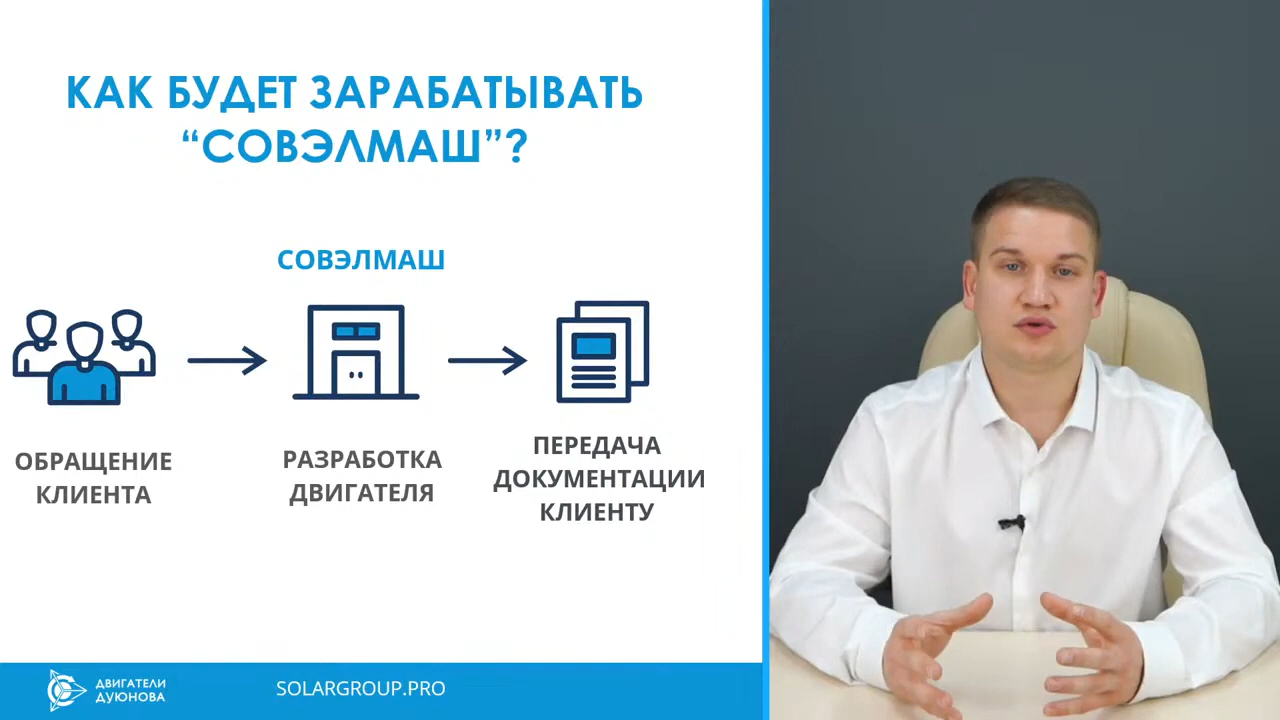 КАК БУДЕТ ЗАРАБАТЫВАТЬ
“СОВЭЛМАШ”?
СОВЭЛМАШ
ОБРАЩЕНИЕ
КЛИЕНТА
РАЗРАБОТКА
ДВИГАТЕЛЯ
ПЕРЕДАЧА
ДОКУМЕНТАЦИИ
КЛИЕНТУ
ДВИГАТЕЛИ
ДУЮНОВА
SOLARGROUP.PRO